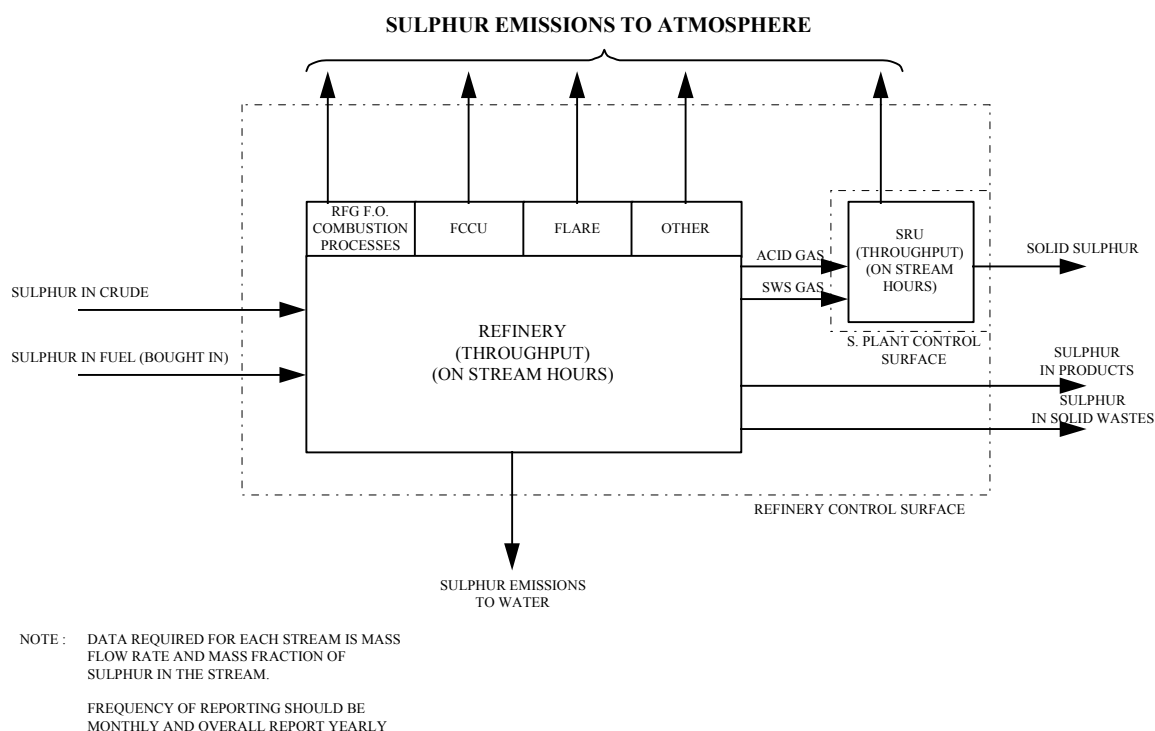 SULPHUR EMISSIONS TO ATMOSPHERE
RFG F.O.
COMBUSTION
PROCESSES
FCCU
FLARE
OTHER
SRU
(THROUGHPUT)
(ON STREAM
HOURS)
ACID GAS
SOLID SULPHUR
SULPHUR IN CRUDE
SWS GAS
REFINERY
(THROUGHPUT)
(ON STREAM HOURS)
S. PLANT CONTROL
SURFACE
SULPHUR IN FUEL (BOUGHT IN)
SULPHUR
IN PRODUCTS
SULPHUR
IN SOLID WASTES
REFINERY CONTROL SURFACE
SULPHUR EMISSIONS
TO WATER
NOTE : DATA REQUIRED FOR EACH STREAM IS MASS
FLOW RATE AND MASS FRACTION OF
SULPHUR IN THE STREAM.
FREQUENCY OF REPORTING SHOULD BE
MONTHLY AND OVERALL REPORT YEARLY